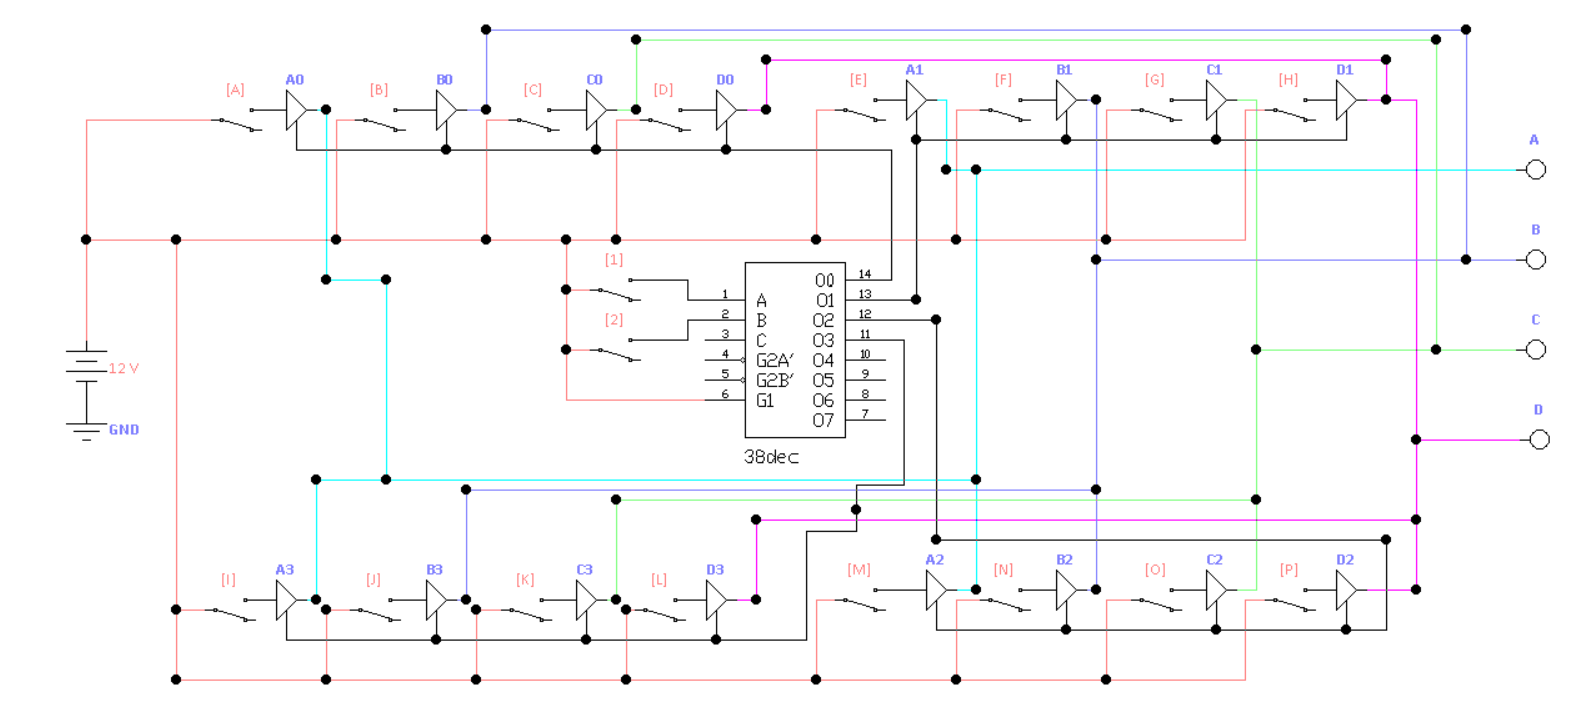 A0 B0 C0 D0 A1 B1 C1 D1
[A] [B] [C] [D] [E] [F] [G] [H]
A
B
[1]
14
O0
1 A O1 13
[2]
2 B O2 12
C
3 C O3 11
4 G2A' O4 10
12 V
5 G2B' O5 9
6 G1 O6 8
O7 7
D
GND
38dec
A3 B3 C3 D3 A2 B2 C2 D2
[I] [J] [K] [L] [M] [N] [O] [P]